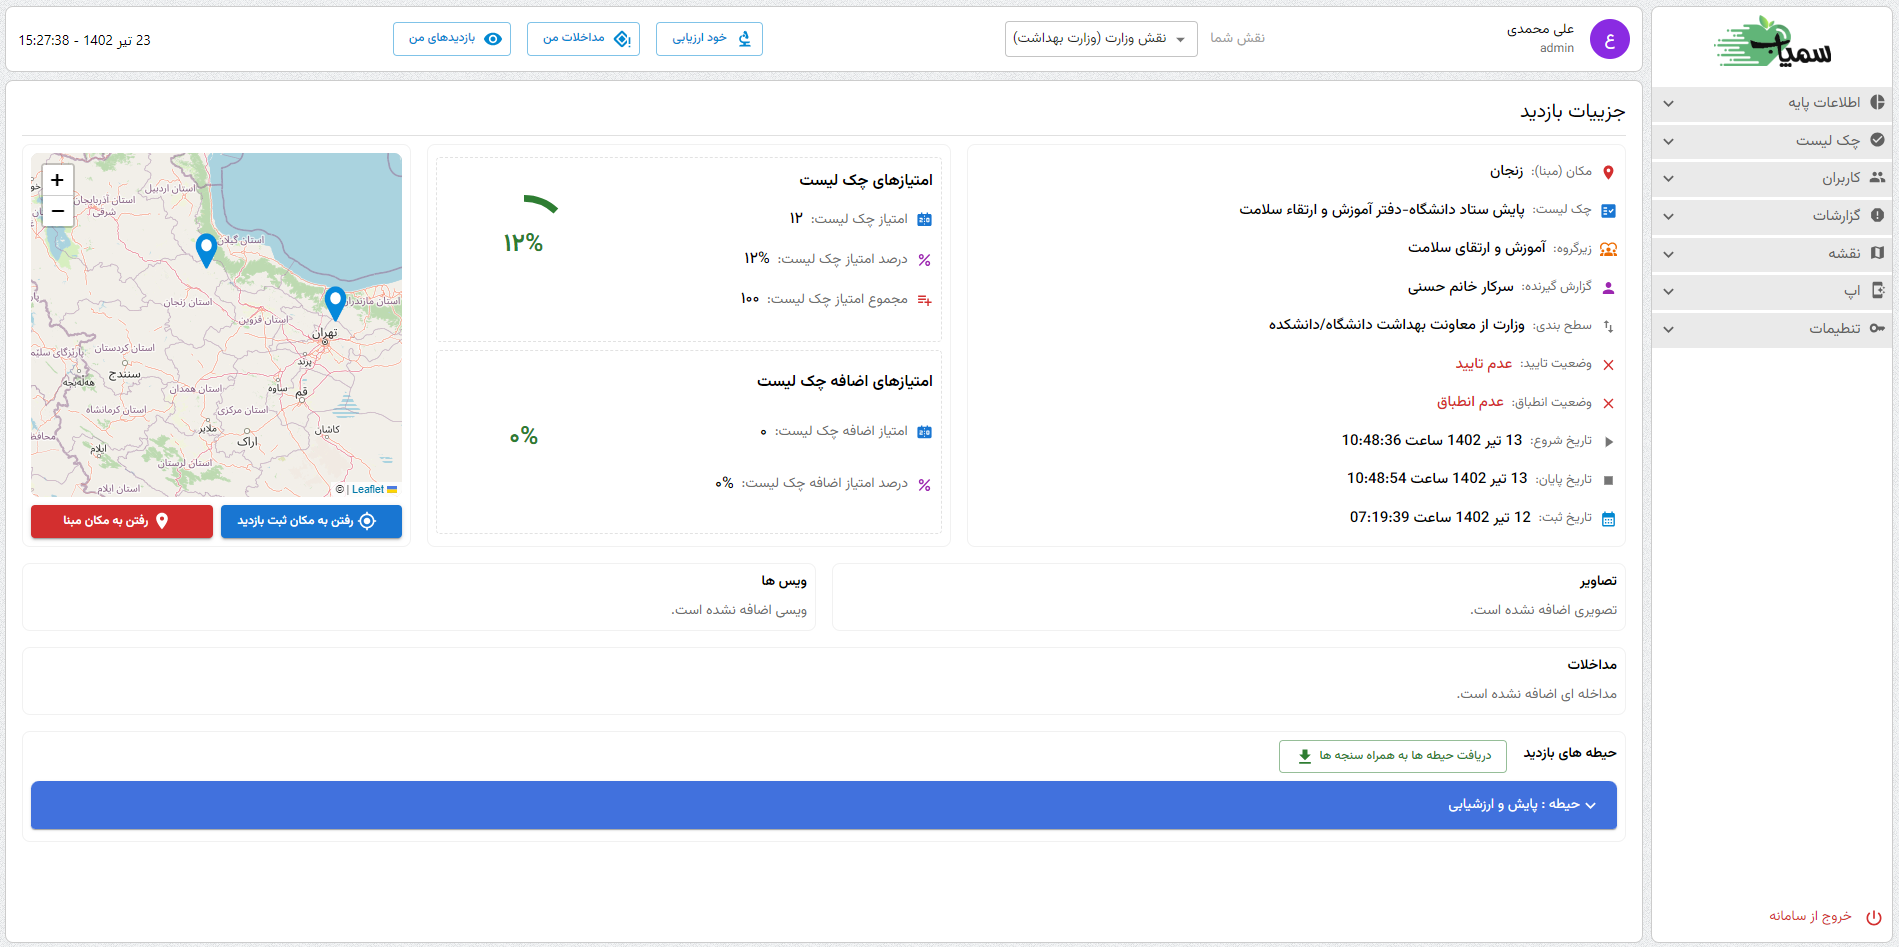 سمیاب
اطلاعات پایه
چک لیست
کاربران
گزارشات
نقشه
اپ
تنظیمات
خروج از سامانه
ع
علی محمدی
admin
نقش شما
نقش وزارت (وزارت بهداشت)
خود ارزیابی
مداخلات من
بازدیدهای من
23 تیر 1402 - 15:27:38
جزییات بازدید
مکان (مبنا): زنجان
چک لیست: پایش ستاد دانشگاه-دفتر آموزش و ارتقاء سلامت
زیرگروه: آموزش و ارتقای سلامت
گزارش گیرنده: سرکار خانم حسنی
سطح بندی: وزارت از معاونت بهداشت دانشگاه/دانشکده
وضعیت تایید: عدم تایید
وضعیت انطباق: عدم انطباق
تاریخ شروع: 13 تیر 1402 ساعت 10:48:36
تاریخ پایان: 13 تیر 1402 ساعت 10:48:54
تاریخ ثبت: 12 تیر 1402 ساعت 07:19:39
امتیازهای چک لیست
امتیاز چک لیست: ۱۲
درصد امتیاز چک لیست: ۱۲%
مجموع امتیاز چک لیست: ۱۰۰
۱۲%
امتیازهای اضافه چک لیست
امتیاز اضافه چک لیست: ۰
درصد امتیاز اضافه چک لیست: ۰%
۰%
+
−
استان اردبیل
استان آذربایجان شرقی
استان گیلان
استان زنجان
استان مازندران
استان قزوین
تهران
پرند
استان کردستان
سنندج
ساوه
قم
استان همدان
استان کرمانشاه
استان مرکزی
ملایر
اراک
کاشان
ایلام
استان لرستان
استان ایلام
© | Leaflet
رفتن به مکان ثبت بازدید
رفتن به مکان مبنا
تصاویر
تصویری اضافه نشده است.
ویس ها
ویسی اضافه نشده است.
مداخلات
مداخله ای اضافه نشده است.
حیطه های بازدید
دریافت حیطه ها به همراه سنجه ها
حیطه : پایش و ارزشیابی